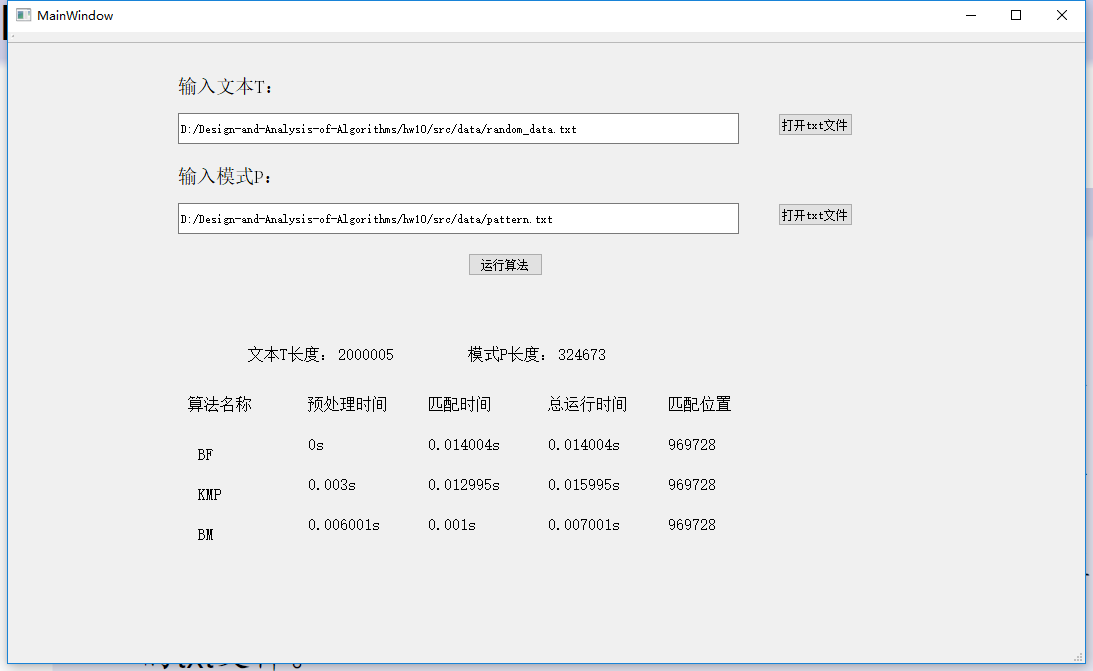 MainWindow
输入文本T：
D:/Design-and-Analysis-of-Algorithms/hw10/src/data/random_data.txt 打开txt文件
输入模式P：
D:/Design-and-Analysis-of-Algorithms/hw10/src/data/pattern.txt 打开txt文件
运行算法
文本T长度：2000005 模式P长度：324673
算法名称 预处理时间 匹配时间 总运行时间 匹配位置
BF 0s 0.014004s 0.014004s 969728
KMP 0.003s 0.012995s 0.015995s 969728
BM 0.006001s 0.001s 0.007001s 969728